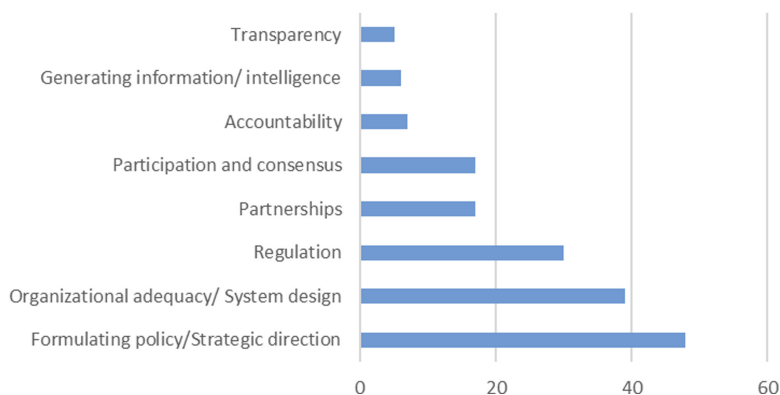 Transparency
Generating information/ intelligence
Accountability
Participation and consensus
Partnerships
Regulation
Organizational adequacy/ System design
Formulating policy/Strategic direction
0 20 40 60